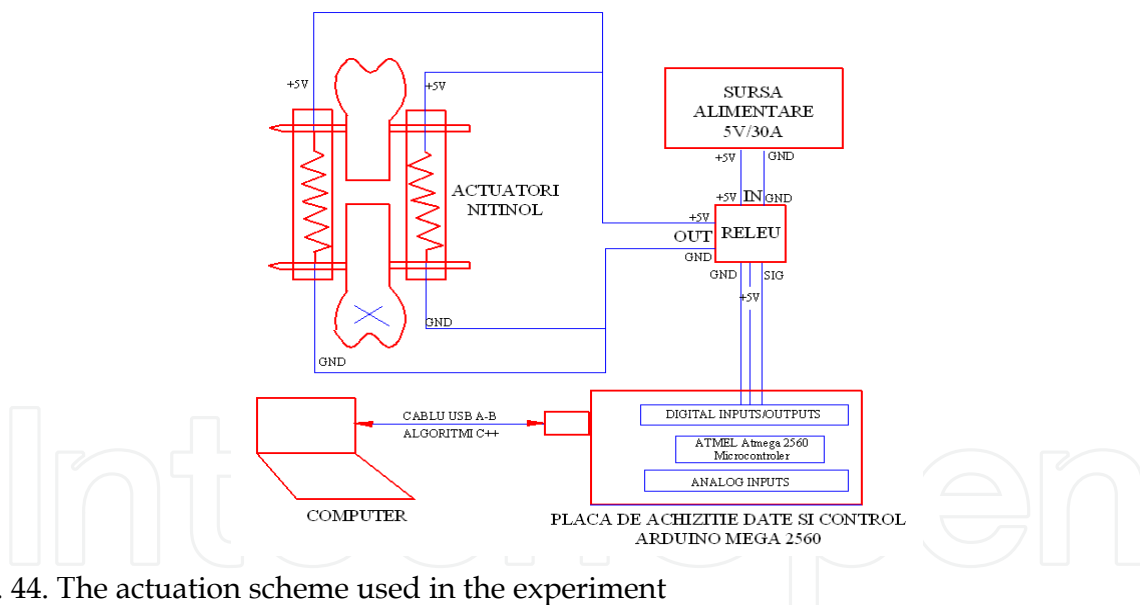 +5V
+5V
SURSA
ALIMENTARE
5V/30A
+5V
GND
+5V IN GND
ACTUATORI
NITINOL
+5V
OUT
RELEU
GND
GND
SIG
+5V
GND
GND
CABLU USB A-B
ALGORITMI C++
COMPUTER
DIGITAL INPUTS/OUTPUTS
ATMEL Atmega 2560
Microcontroler
ANALOG INPUTS
PLACA DE ACHIZITIE DATE SI CONTROL
ARDUINO MEGA 2560
. 44. The actuation scheme used in the experiment